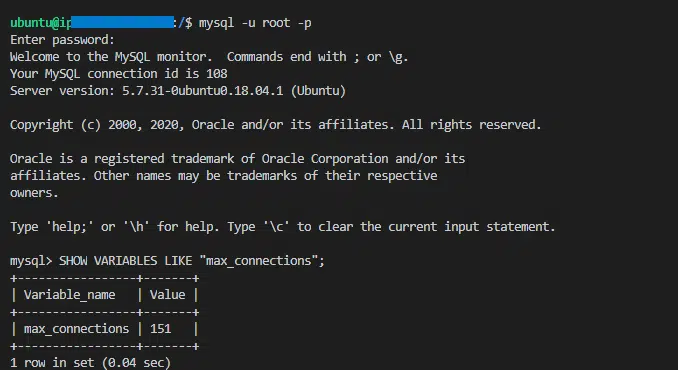 ubuntu@ip:/$ mysql -u root -p
Enter password:
Welcome to the MySQL monitor.  Commands end with ; or \g.
Your MySQL connection id is 108
Server version: 5.7.31-0ubuntu0.18.04.1 (Ubuntu)

Copyright (c) 2000, 2020, Oracle and/or its affiliates. All rights reserved.

Oracle is a registered trademark of Oracle Corporation and/or its
affiliates. Other names may be trademarks of their respective
owners.

Type 'help;' or '\h' for help. Type '\c' to clear the current input statement.

mysql> SHOW VARIABLES LIKE "max_connections";
+-----------------+-------+
| Variable_name   | Value |
+-----------------+-------+
| max_connections | 151   |
+-----------------+-------+
1 row in set (0.04 sec)